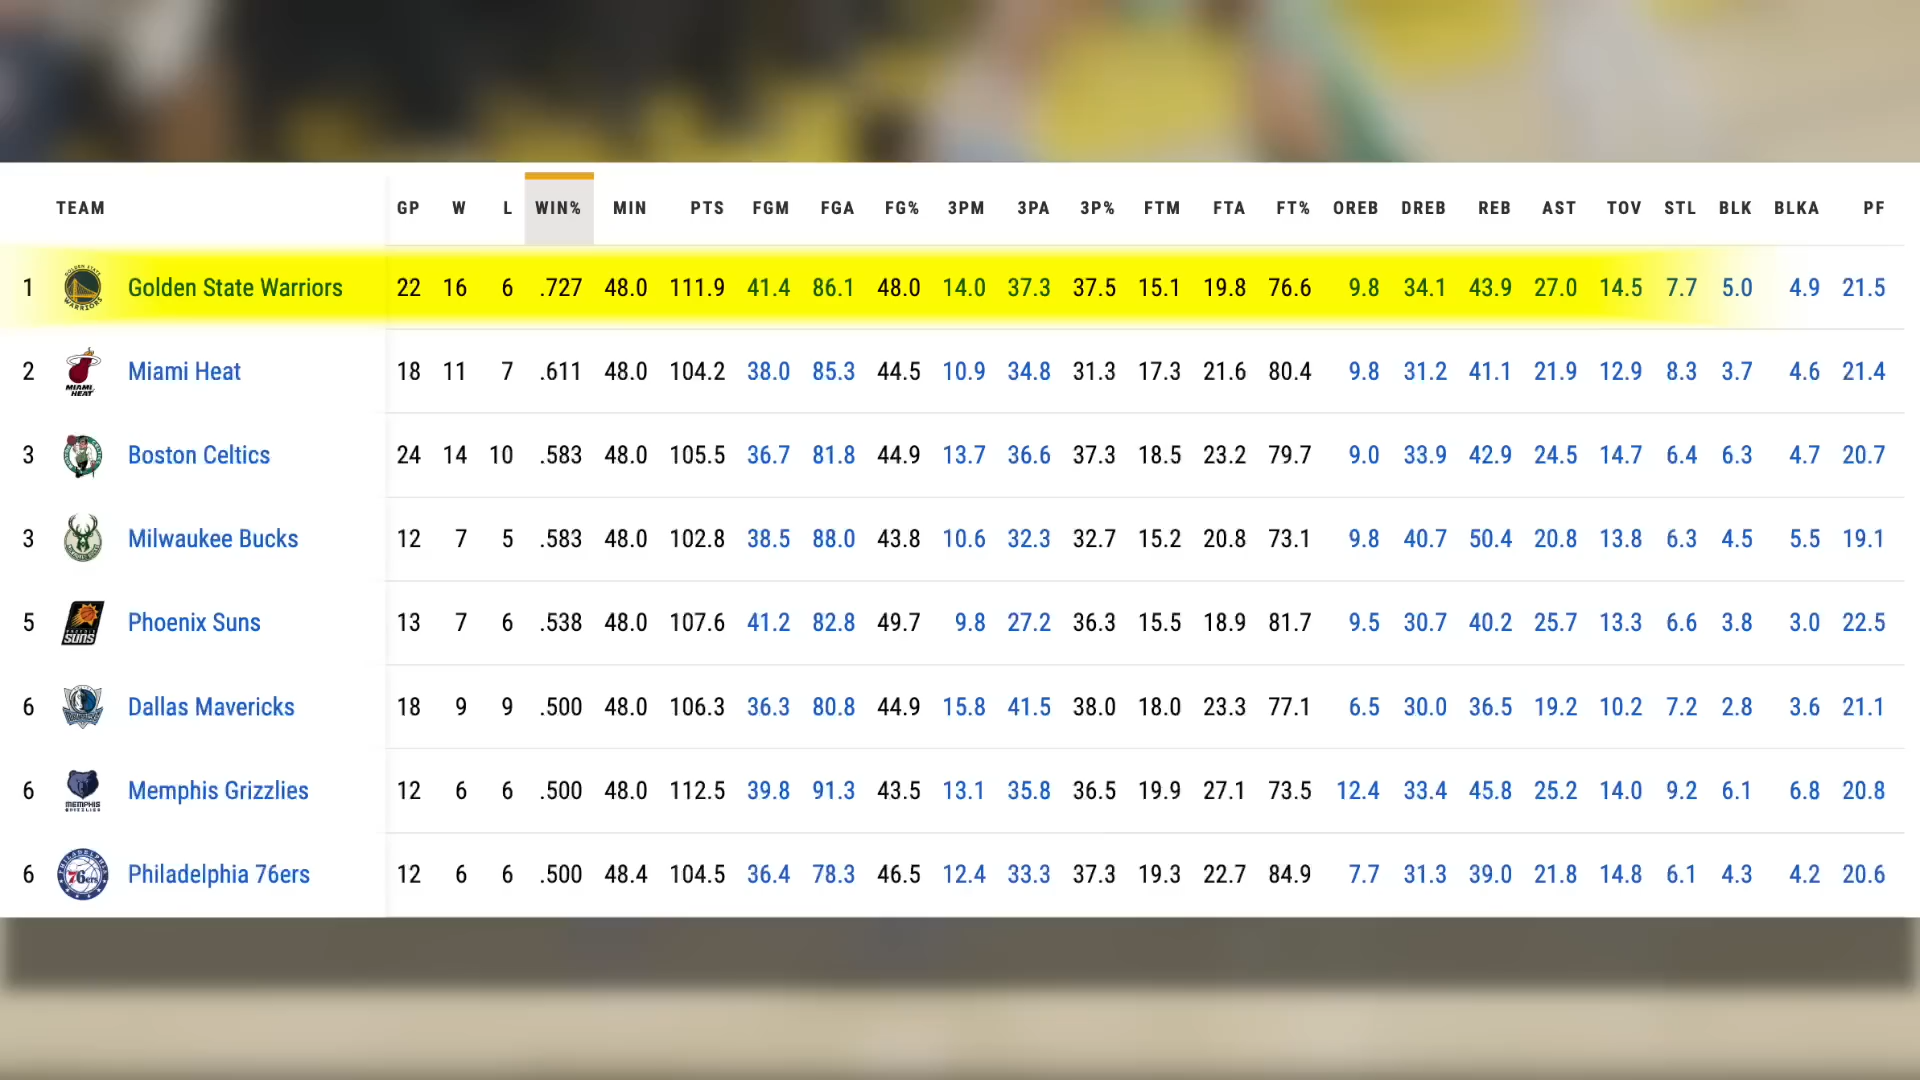 TEAM GP W L WIN% MIN PTS FGM FGA FG% 3PM 3PA 3P% FTM FTA FT% OREB DREB REB AST TOV STL BLK BLKA PF
1 GOLDEN STATE WARRIORS Golden State Warriors 22 16 6 .727 48.0 111.9 41.4 86.1 48.0 14.0 37.3 37.5 15.1 19.8 76.6 9.8 34.1 43.9 27.0 14.5 7.7 5.0 4.9 21.5
2 MIAMI HEAT Miami Heat 18 11 7 .611 48.0 104.2 38.0 85.3 44.5 10.9 34.8 31.3 17.3 21.6 80.4 9.8 31.2 41.1 21.9 12.9 8.3 3.7 4.6 21.4
3 Boston Celtics 24 14 10 .583 48.0 105.5 36.7 81.8 44.9 13.7 36.6 37.3 18.5 23.2 79.7 9.0 33.9 42.9 24.5 14.7 6.4 6.3 4.7 20.7
3 Milwaukee Bucks 12 7 5 .583 48.0 102.8 38.5 88.0 43.8 10.6 32.3 32.7 15.2 20.8 73.1 9.8 40.7 50.4 20.8 13.8 6.3 4.5 5.5 19.1
5 SUNS Phoenix Suns 13 7 6 .538 48.0 107.6 41.2 82.8 49.7 9.8 27.2 36.3 15.5 18.9 81.7 9.5 30.7 40.2 25.7 13.3 6.6 3.8 3.0 22.5
6 Dallas Mavericks 18 9 9 .500 48.0 106.3 36.3 80.8 44.9 15.8 41.5 38.0 18.0 23.3 77.1 6.5 30.0 36.5 19.2 10.2 7.2 2.8 3.6 21.1
6 MEMPHIS GRIZZLIES Memphis Grizzlies 12 6 6 .500 48.0 112.5 39.8 91.3 43.5 13.1 35.8 36.5 19.9 27.1 73.5 12.4 33.4 45.8 25.2 14.0 9.2 6.1 6.8 20.8
6 PHILADELPHIA 76ers Philadelphia 76ers 12 6 6 .500 48.4 104.5 36.4 78.3 46.5 12.4 33.3 37.3 19.3 22.7 84.9 7.7 31.3 39.0 21.8 14.8 6.1 4.3 4.2 20.6